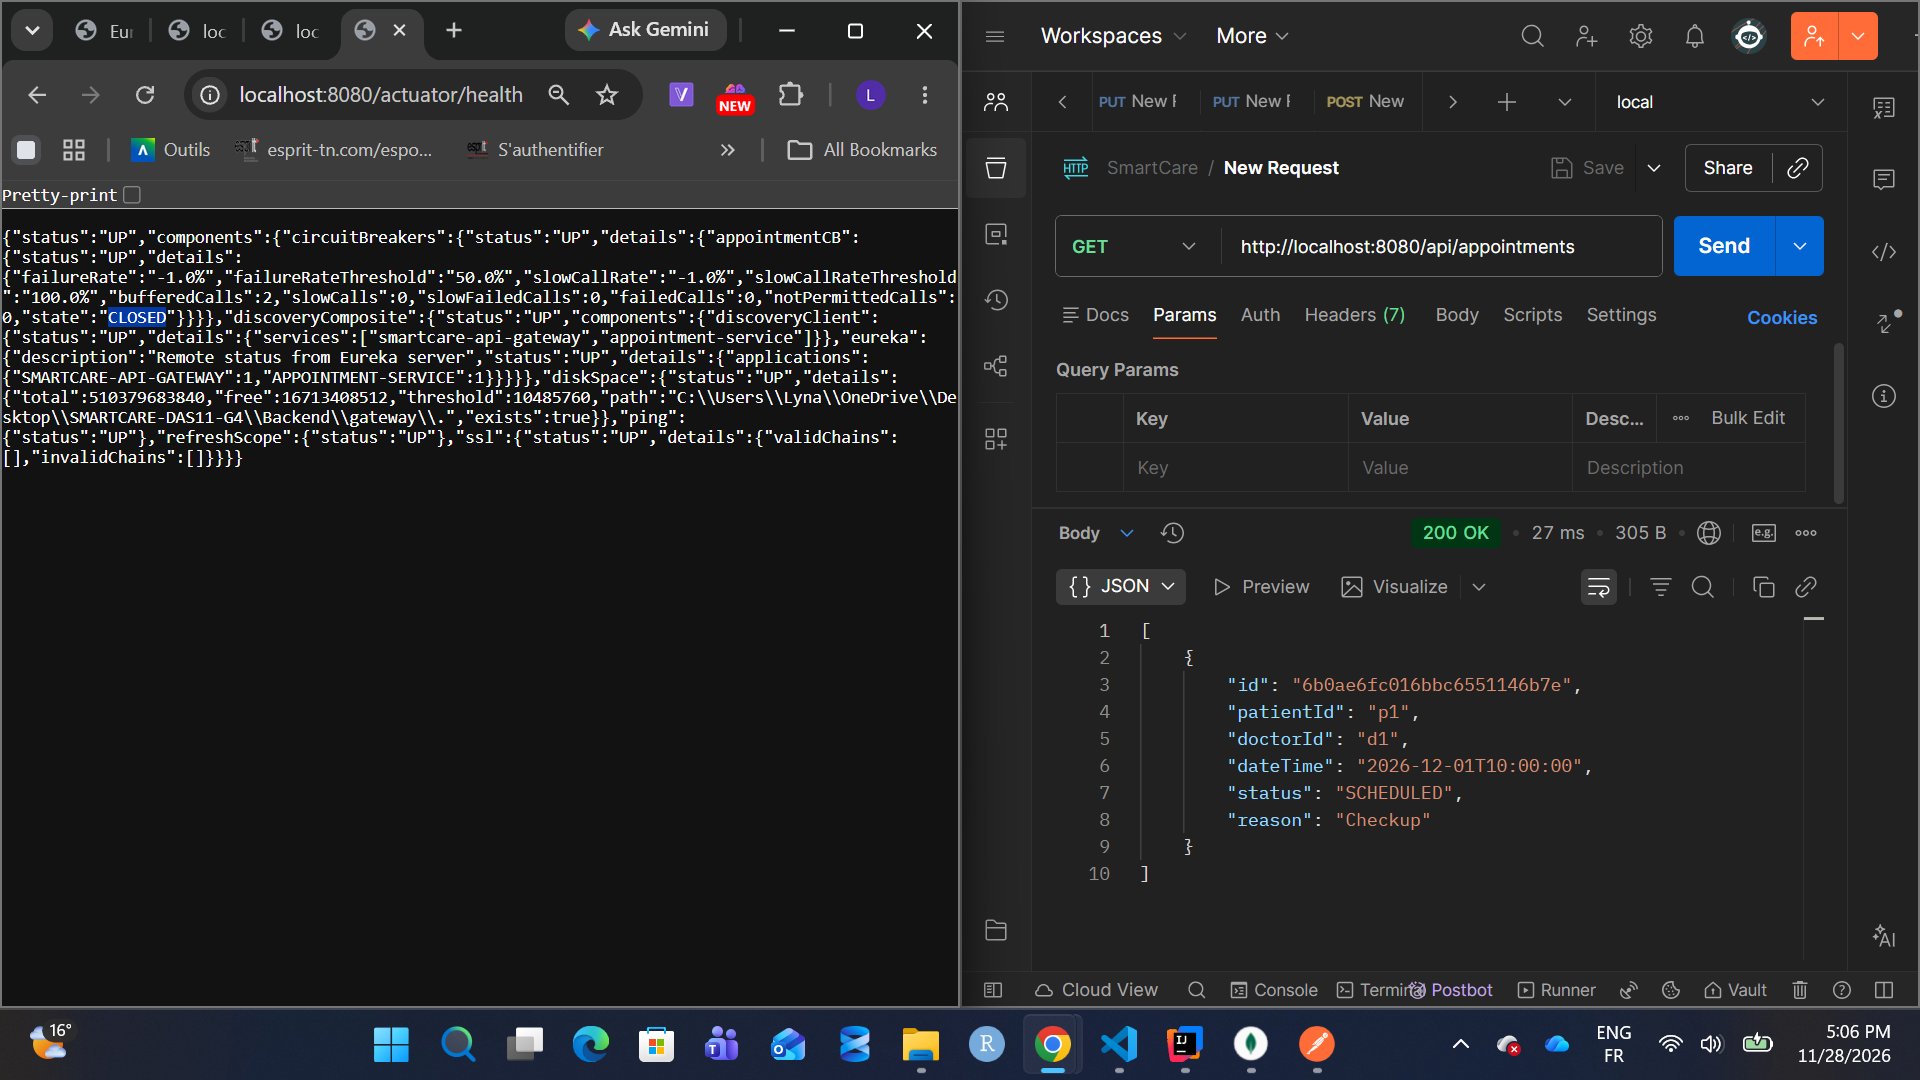 Eur
loc
loc
Ask Gemini
localhost:8080/actuator/health
NEW
L
Outils
esprit-tn.com/espo...
S'authentifier
All Bookmarks
Pretty-print
{"status":"UP","components":{"circuitBreakers":{"status":"UP","details":{"appointmentCB":
{"status":"UP","details":
{"failureRate":"-1.0%","failureRateThreshold":"50.0%","slowCallRate":"-1.0%","slowCallRateThreshold
":"100.0%","bufferedCalls":2,"slowCalls":0,"slowFailedCalls":0,"failedCalls":0,"notPermittedCalls":
0,"state":"CLOSED"}}}},"discoveryComposite":{"status":"UP","components":{"discoveryClient":
{"status":"UP","details":{"services":["smartcare-api-gateway","appointment-service"]}},"eureka":
{"description":"Remote status from Eureka server","status":"UP","details":{"applications":
{"SMARTCARE-API-GATEWAY":1,"APPOINTMENT-SERVICE":1}}}}},"diskSpace":{"status":"UP","details":
{"total":510379683840,"free":16713408512,"threshold":10485760,"path":"C:\\Users\\Lyna\\OneDrive\\De
sktop\\SMARTCARE-DAS11-G4\\Backend\\gateway\\.","exists":true}},"ping":
{"status":"UP"},"refreshScope":{"status":"UP"},"ssl":{"status":"UP","details":{"validChains":
[],"invalidChains":[]}}}}
Workspaces
More
PUT New F
PUT New F
POST New
local
HTTP
SmartCare / New Request
Save
Share
GET
http://localhost:8080/api/appointments
Send
Docs
Params
Auth
Headers (7)
Body
Scripts
Settings
Cookies
Query Params
Key
Value
Desc...
Bulk Edit
Key
Value
Description
Body
200 OK
27 ms
305 B
e.g.
{} JSON
Preview
Visualize
1 [
2 {
3 "id": "6b0ae6fc016bbc6551146b7e",
4 "patientId": "p1",
5 "doctorId": "d1",
6 "dateTime": "2026-12-01T10:00:00",
7 "status": "SCHEDULED",
8 "reason": "Checkup"
9 }
10 ]
AI
Cloud View
Console
Termina
Postbot
Runner
Vault
16°
ENG
FR
5:06 PM
11/28/2026